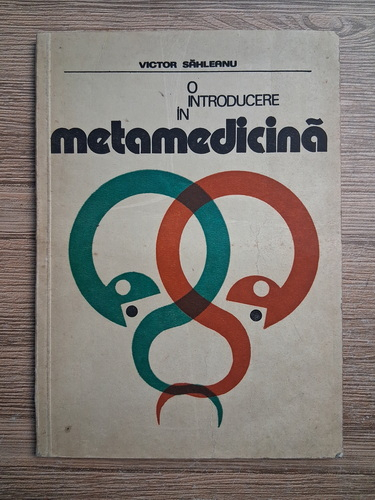 VICTOR SĂHLEANU
O
INTRODUCERE
ÎN
metamedicină